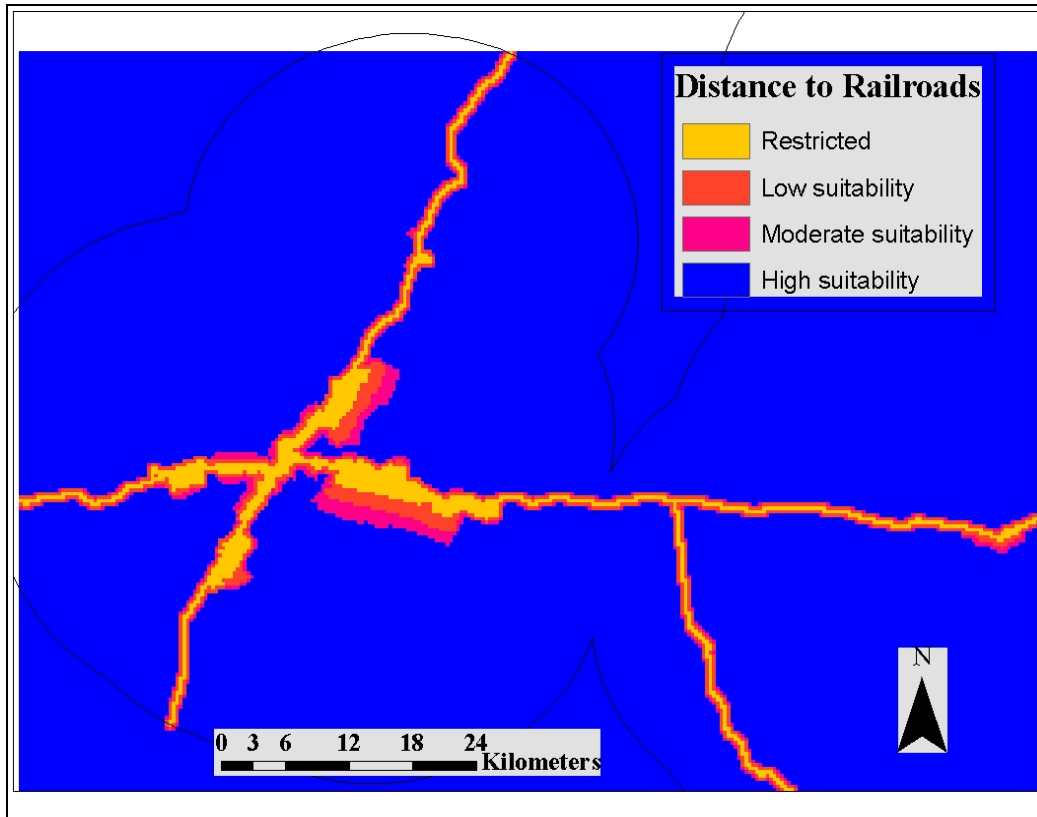 Distance to Railroads
Restricted
Low suitability
Moderate suitability
High suitability
N
0 3 6 12 18 24
Kilometers